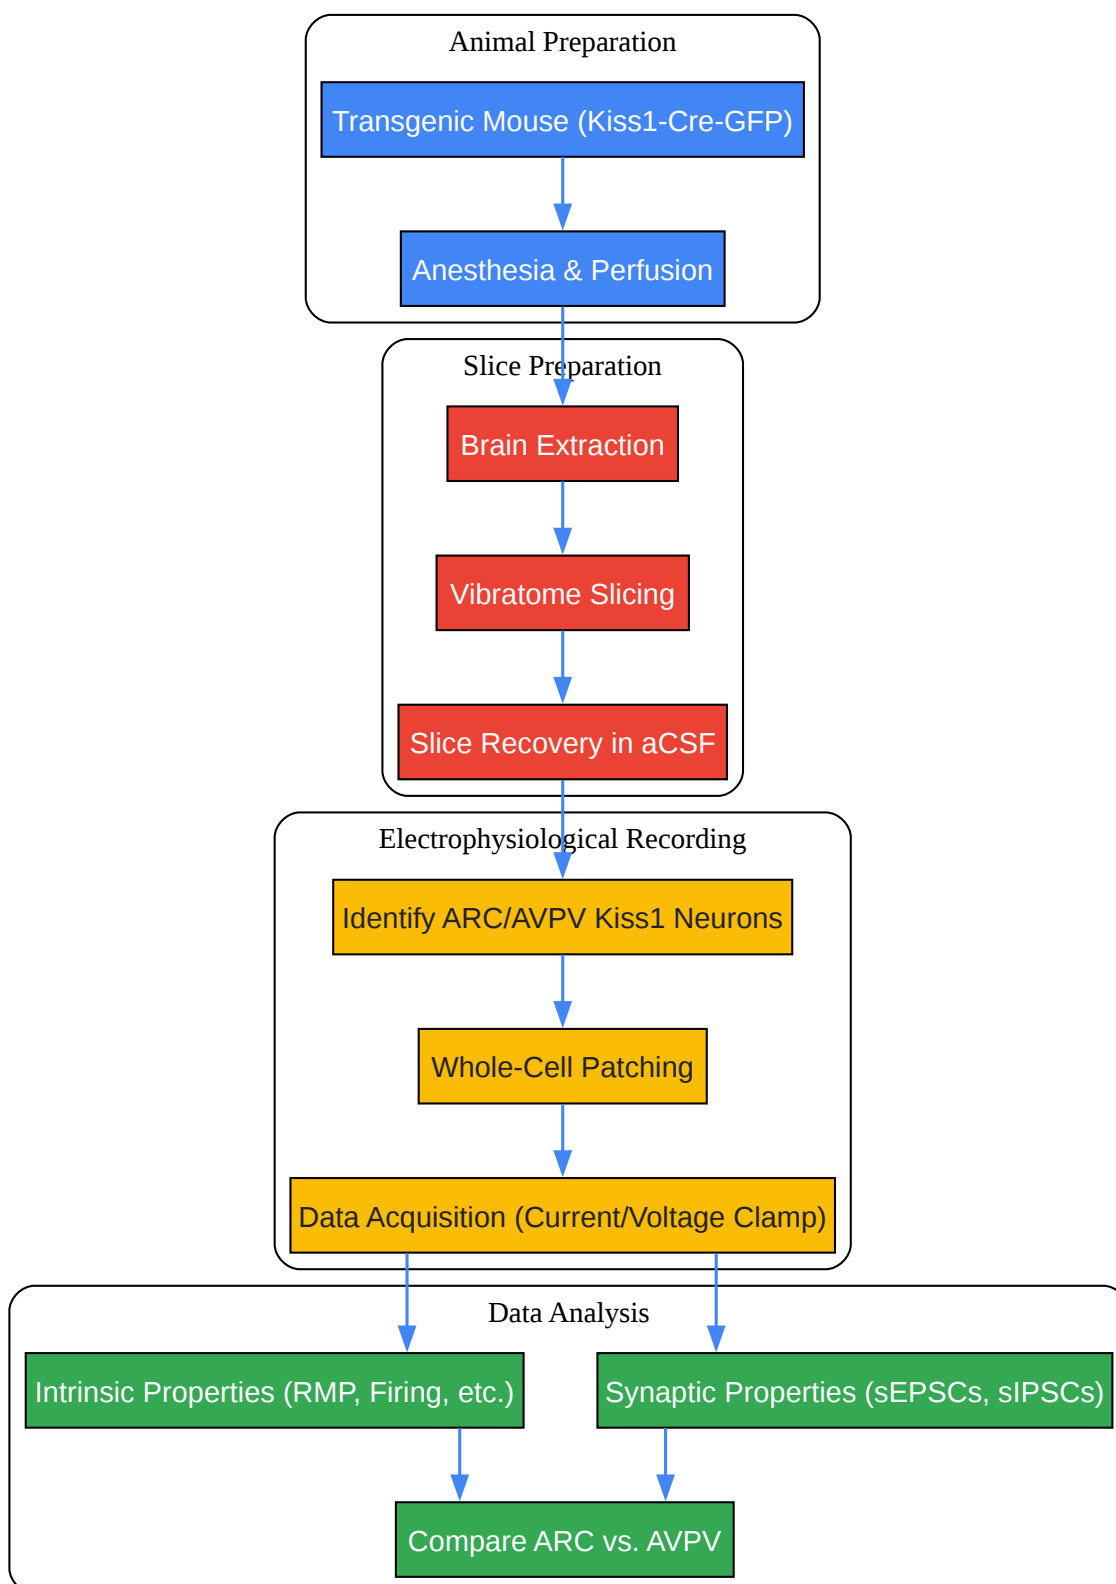 Animal Preparation
Transgenic Mouse (Kiss1-Cre-GFP)
Anesthesia & Perfusion
Slice Preparation
Brain Extraction
Vibratome Slicing
Slice Recovery in aCSF
Electrophysiological Recording
Identify ARC/AVPV Kiss1 Neurons
Whole-Cell Patching
Data Acquisition (Current/Voltage Clamp)
Data Analysis
Intrinsic Properties (RMP, Firing, etc.)
Synaptic Properties (sEPSCs, sIPSCs)
Compare ARC vs. AVPV